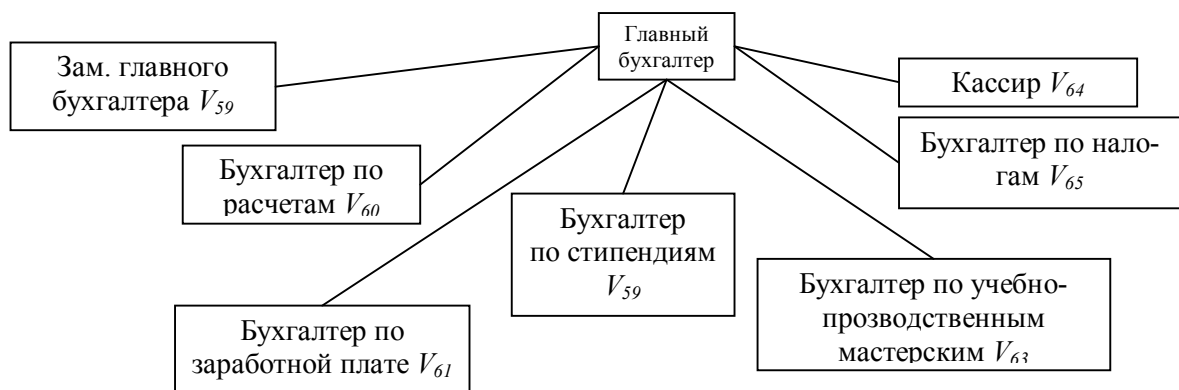 Главный
бухгалтер
Зам. главного
бухгалтера V59
Кассир V64
Бухгалтер по
расчетам V60
Бухгалтер по нало-
гам V65
Бухгалтер
по стипендиям
V59
Бухгалтер по
заработной плате V61
Бухгалтер по учебно-
прозводственным
мастерским V63